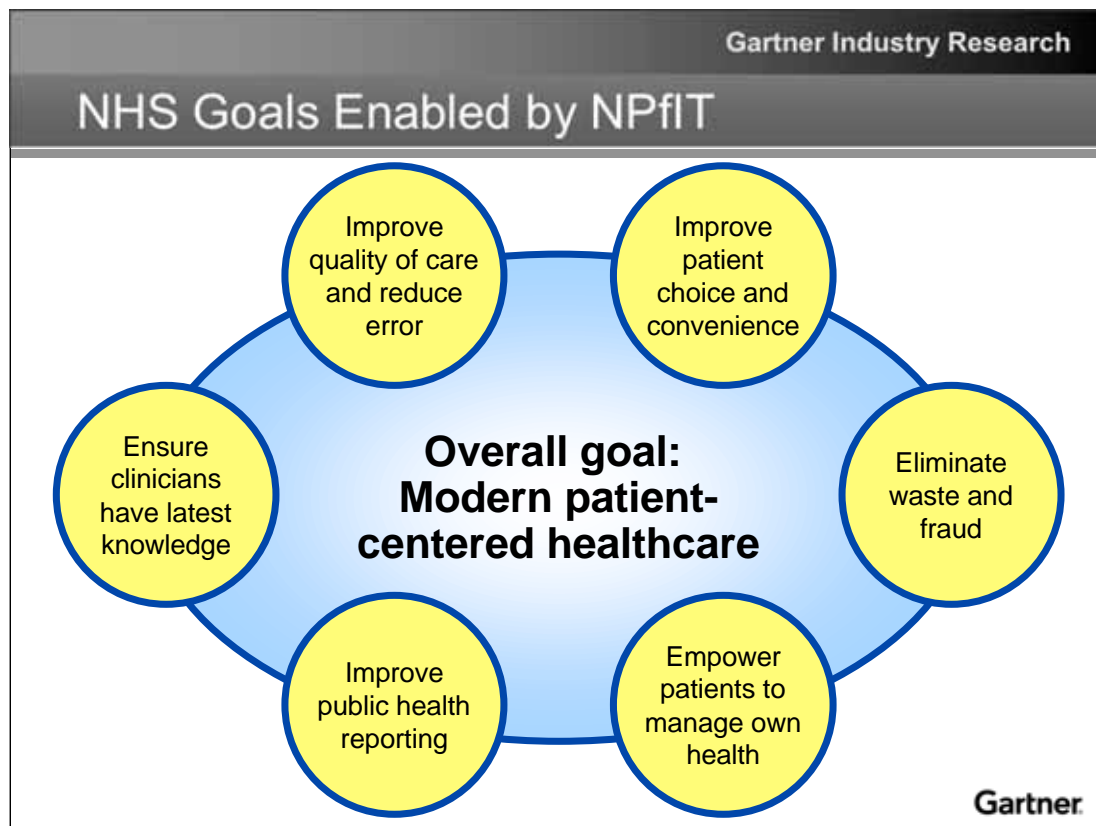 Gartner Industry Research
NHS Goals Enabled by NPfIT
Improve
quality of care
and reduce
error
Improve
patient
choice and
convenience
Ensure
clinicians
have latest
knowledge
Overall goal:
Modern patient-
centered healthcare
Eliminate
waste and
fraud
Improve
public health
reporting
Empower
patients to
manage own
health
Gartner